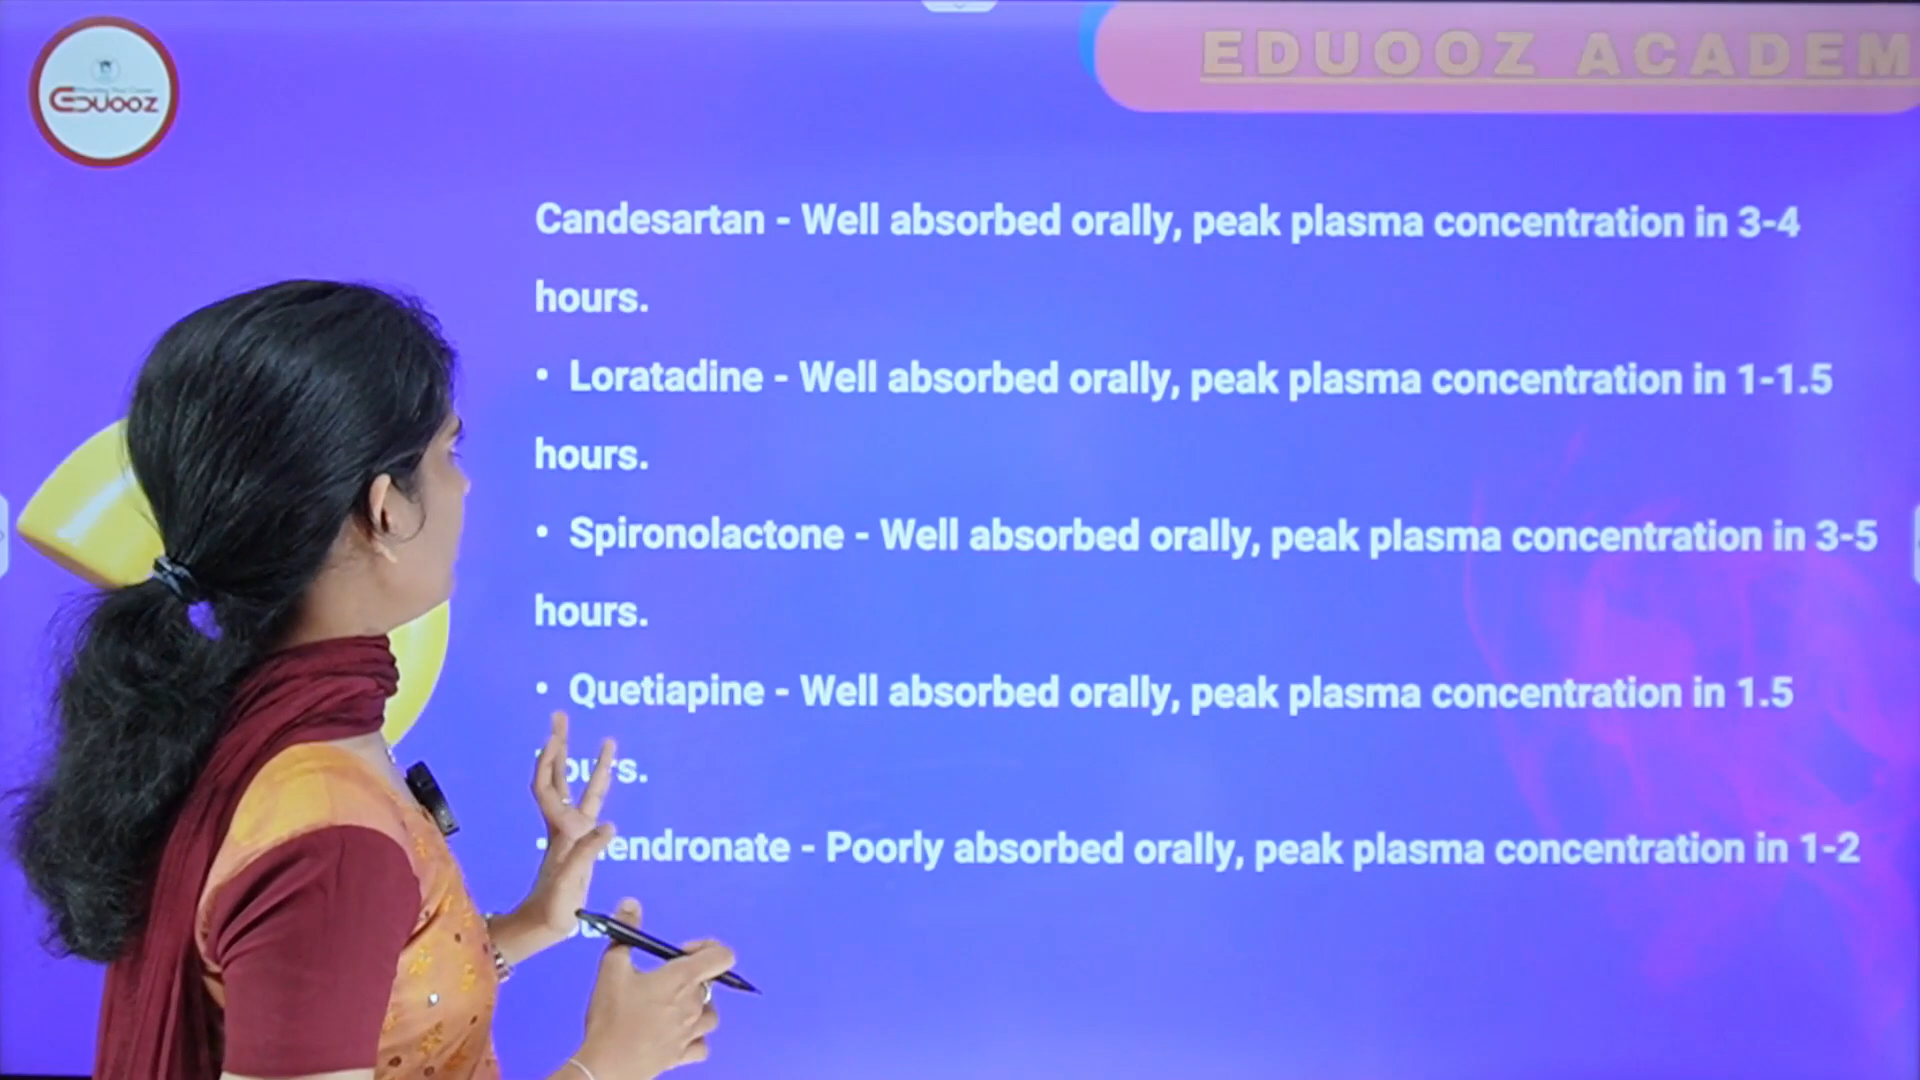 EDUOOZ
EDUOOZ ACADEM
Candesartan - Well absorbed orally, peak plasma concentration in 3-4
hours.
• Loratadine - Well absorbed orally, peak plasma concentration in 1-1.5
hours.
• Spironolactone - Well absorbed orally, peak plasma concentration in 3-5
hours.
• Quetiapine - Well absorbed orally, peak plasma concentration in 1.5
ours.
• endronate - Poorly absorbed orally, peak plasma concentration in 1-2